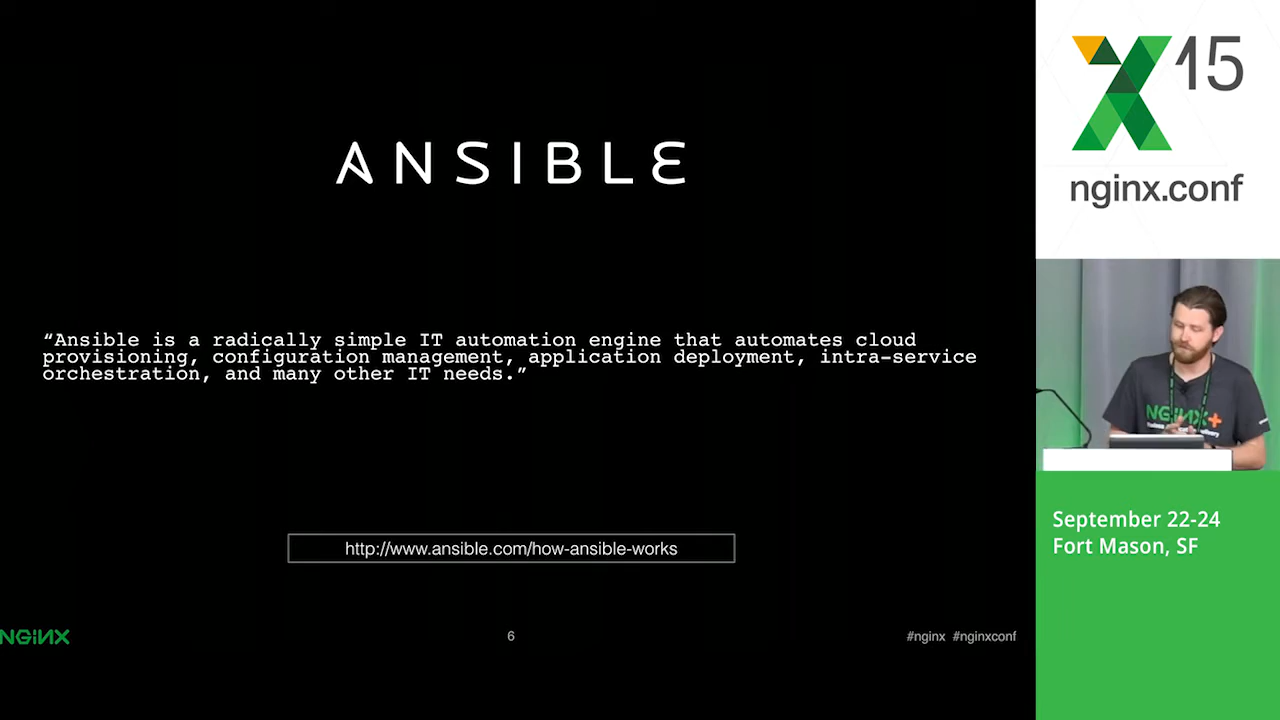 ANSIBLE
“Ansible is a radically simple IT automation engine that automates cloud
provisioning, configuration management, application deployment, intra-service
orchestration, and many other IT needs.”
http://www.ansible.com/how-ansible-works
NGINX
6
#nginx #nginxconf
15
nginx.conf
NGINX+
September 22-24
Fort Mason, SF